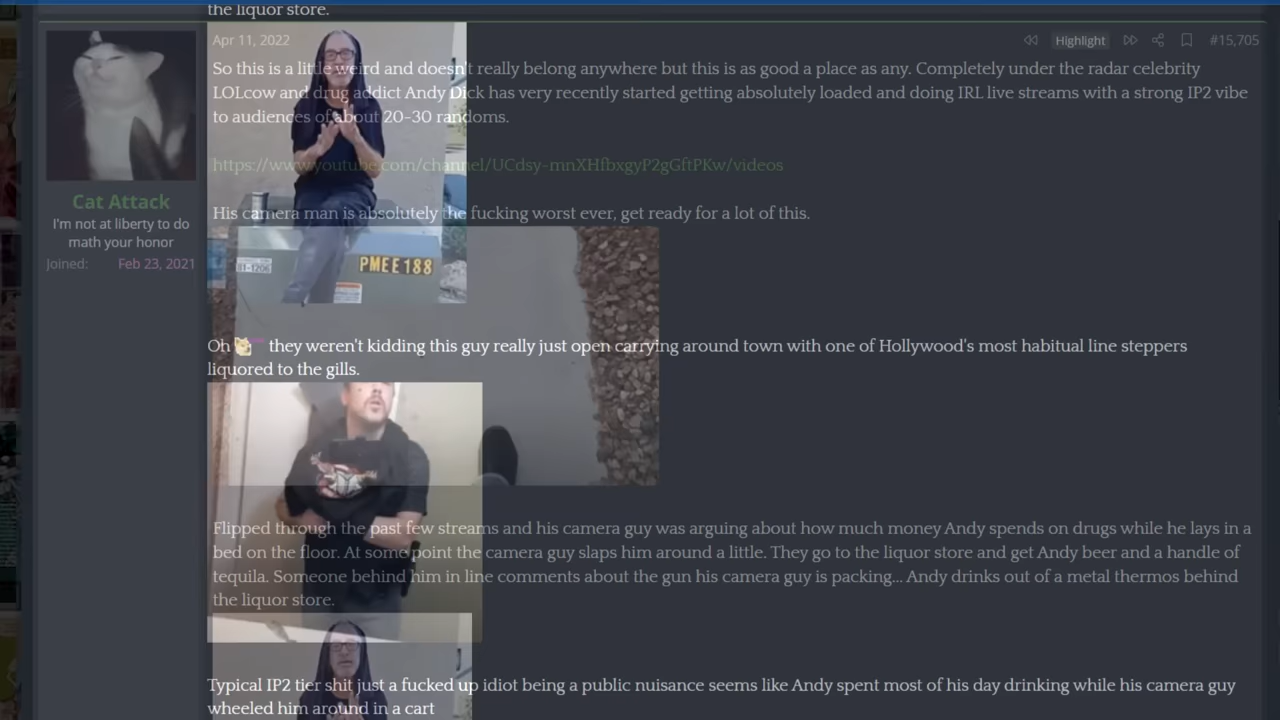 the liquor store.
Apr 11, 2022
Highlight
#15,705
So this is a little weird and doesn't really belong anywhere but this is as good a place as any. Completely under the radar celebrity
LOLcow and drug addict Andy Dick has very recently started getting absolutely loaded and doing IRL live streams with a strong IP2 vibe
to audiences of about 20-30 randoms.
https://www.youtube.com/channel/UCdsy-mnXHfbxgyP2gGftPKw/videos
Cat Attack
I'm not at liberty to do
math your honor
Joined: Feb 23, 2021
His camera man is absolutely the fucking worst ever, get ready for a lot of this.
81-1206
PMEE188
Oh they weren't kidding this guy really just open carrying around town with one of Hollywood's most habitual line steppers
liquored to the gills.
Flipped through the past few streams and his camera guy was arguing about how much money Andy spends on drugs while he lays in a
bed on the floor. At some point the camera guy slaps him around a little. They go to the liquor store and get Andy beer and a handle of
tequila. Someone behind him in line comments about the gun his camera guy is packing... Andy drinks out of a metal thermos behind
the liquor store.
Typical IP2 tier shit just a fucked up idiot being a public nuisance seems like Andy spent most of his day drinking while his camera guy
wheeled him around in a cart